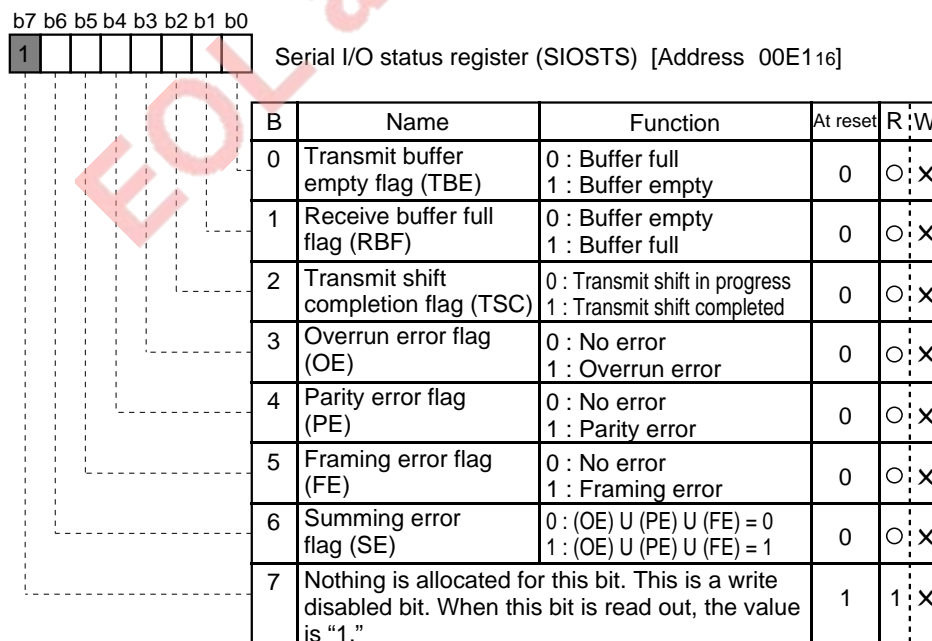 b7 b6 b5 b4 b3 b2 b1 b0
1
Serial I/O status register (SIOSTS) [Address 00E116]
B Name Function At reset R W
0 Transmit buffer empty flag (TBE) 0 : Buffer full
1 : Buffer empty 0 ○ ×
1 Receive buffer full flag (RBF) 0 : Buffer empty
1 : Buffer full 0 ○ ×
2 Transmit shift completion flag (TSC) 0 : Transmit shift in progress
1 : Transmit shift completed 0 ○ ×
3 Overrun error flag (OE) 0 : No error
1 : Overrun error 0 ○ ×
4 Parity error flag (PE) 0 : No error
1 : Parity error 0 ○ ×
5 Framing error flag (FE) 0 : No error
1 : Framing error 0 ○ ×
6 Summing error flag (SE) 0 : (OE) U (PE) U (FE) = 0
1 : (OE) U (PE) U (FE) = 1 0 ○ ×
7 Nothing is allocated for this bit. This is a write
disabled bit. When this bit is read out, the value
is “1.” 1 1 ×
EOL